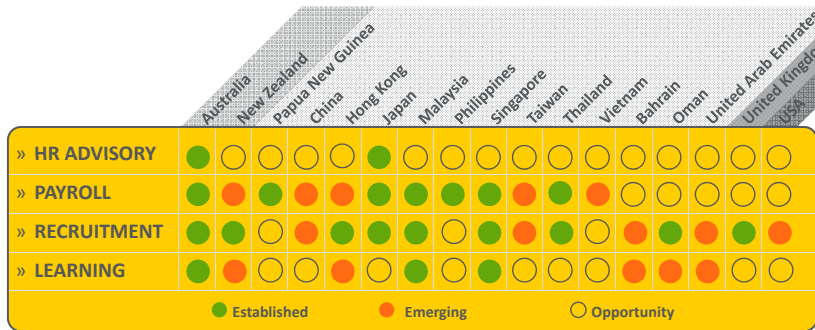 Australia
New Zealand
Papua New Guinea
China
Hong Kong
Japan
Malaysia
Philippines
Singapore
Taiwan
Thailand
Vietnam
Bahrain
Oman
United Arab Emirates
United Kingdom
USA
» HR ADVISORY
» PAYROLL
» RECRUITMENT
» LEARNING
Established Emerging Opportunity